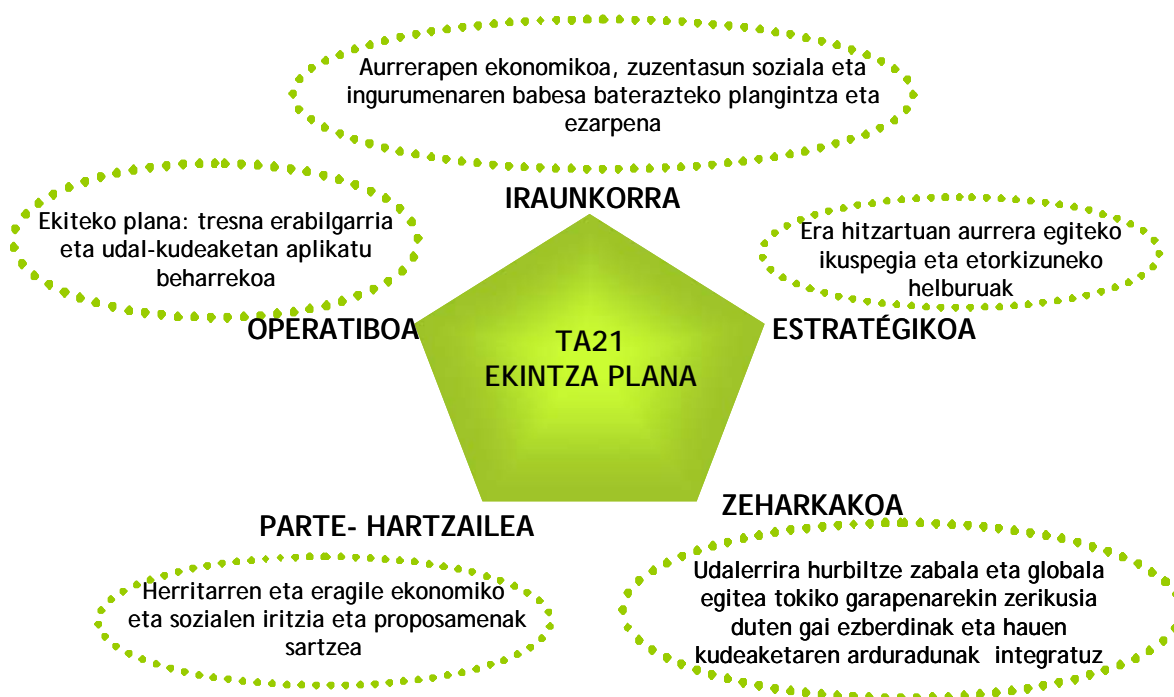 Aurrerapen ekonomikoa, zuzentasun soziala eta
ingurumenaren babesa baterazteko plangintza eta
ezarpena
IRAUNKORRA
Ekiteko plana: tresna erabilgarria
eta udal-kudeaketan aplikatu
beharrekoa
OPERATIBOA
Era hitzartuan aurrera egiteko
ikuspegia eta etorkizuneko
helburuak
ESTRATÉGIKOA
TA21
EKINTZA PLANA
PARTE- HARTZAILEA
Herritarren eta eragile ekonomiko
eta sozialen iritzia eta proposamenak
sartzea
ZEHARKAKOA
Udalerrira hurbiltze zabala eta globala
egitea tokiko garapenarekin zerikusia
duten gai ezberdinak eta hauen
kudeaketaren arduradunak integratuz